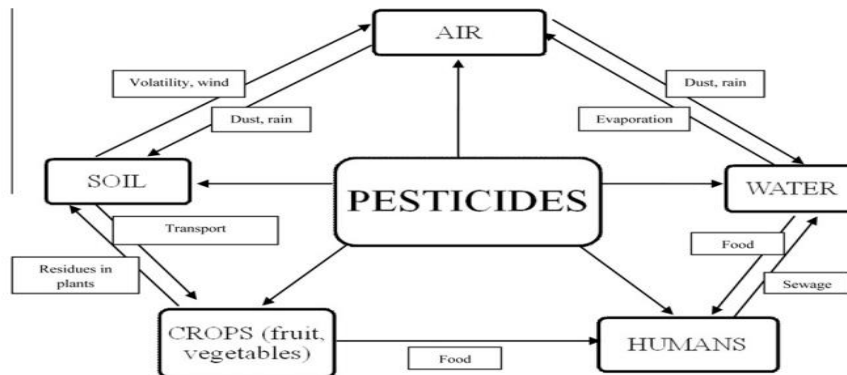 AIR
Volatility, wind
Dust, rain
Dust, rain
Evaporation
SOIL
PESTICIDES
WATER
Transport
Food
Residues in
plants
Sewage
CROPS (fruit,
vegetables)
Food
HUMANS